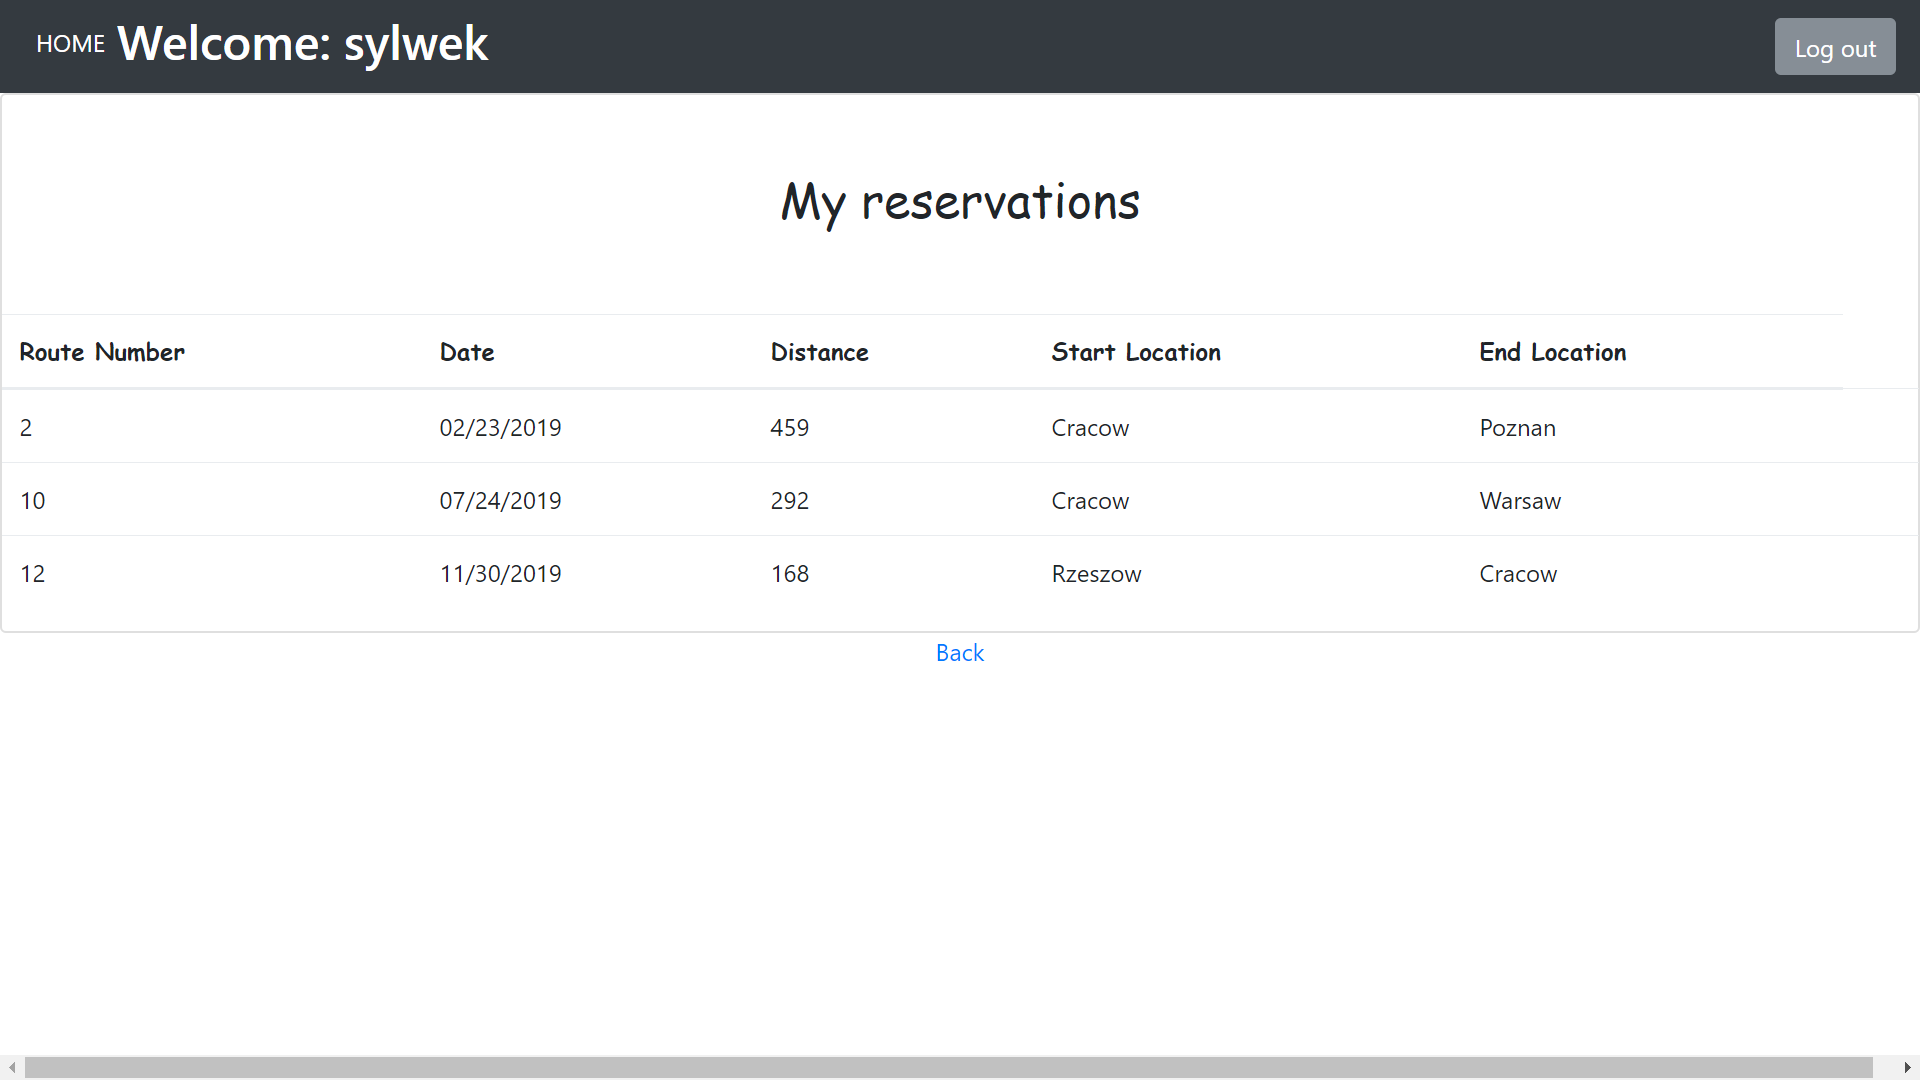 HOME Welcome: sylwek Log out
My reservations
Route Number Date Distance Start Location End Location
2 02/23/2019 459 Cracow Poznan
10 07/24/2019 292 Cracow Warsaw
12 11/30/2019 168 Rzeszow Cracow
Back